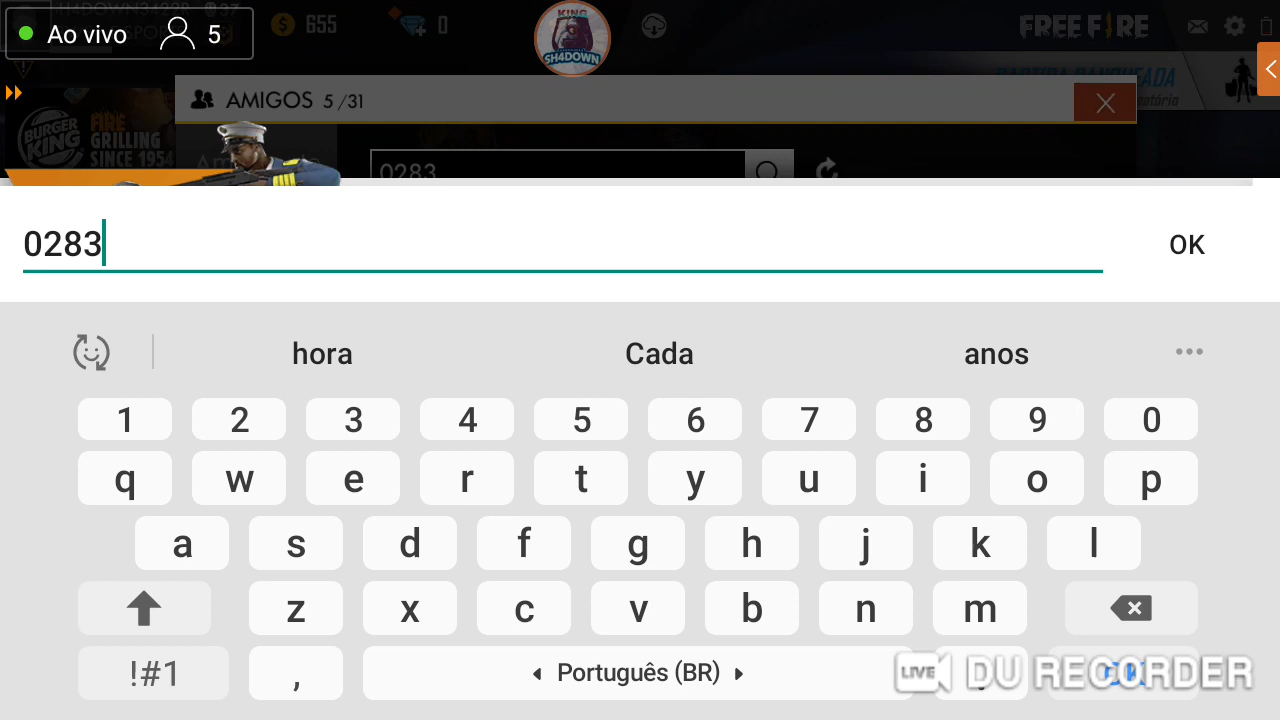 Ao vivo 5
655
0
KING
SH4DOWN
FREE FIRE
AMIGOS 5 /31
BURGER
KING
FIRE
GRILLING
SINCE 1954
0283
0283
OK
hora Cada anos
1 2 3 4 5 6 7 8 9 0
q w e r t y u i o p
a s d f g h j k l
z x c v b n m
!#1 , Português (BR) . OK
LIVE DU RECORDER